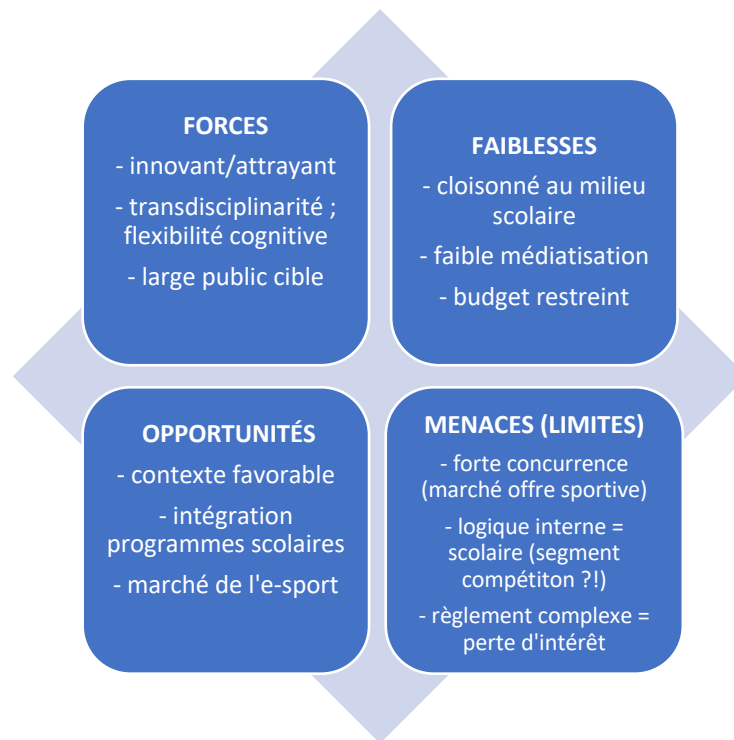 FORCES
- innovant/attrayant
- transdisciplinarité ;
flexibilité cognitive
- large public cible
FAIBLESSES
- cloisonné au milieu
scolaire
- faible médiatisation
- budget restreint
OPPORTUNITÉS
- contexte favorable
- intégration
programmes scolaires
- marché de l'e-sport
MENACES (LIMITES)
- forte concurrence
(marché offre sportive)
- logique interne =
scolaire (segment
compétiton ?!)
- règlement complexe =
perte d'intérêt